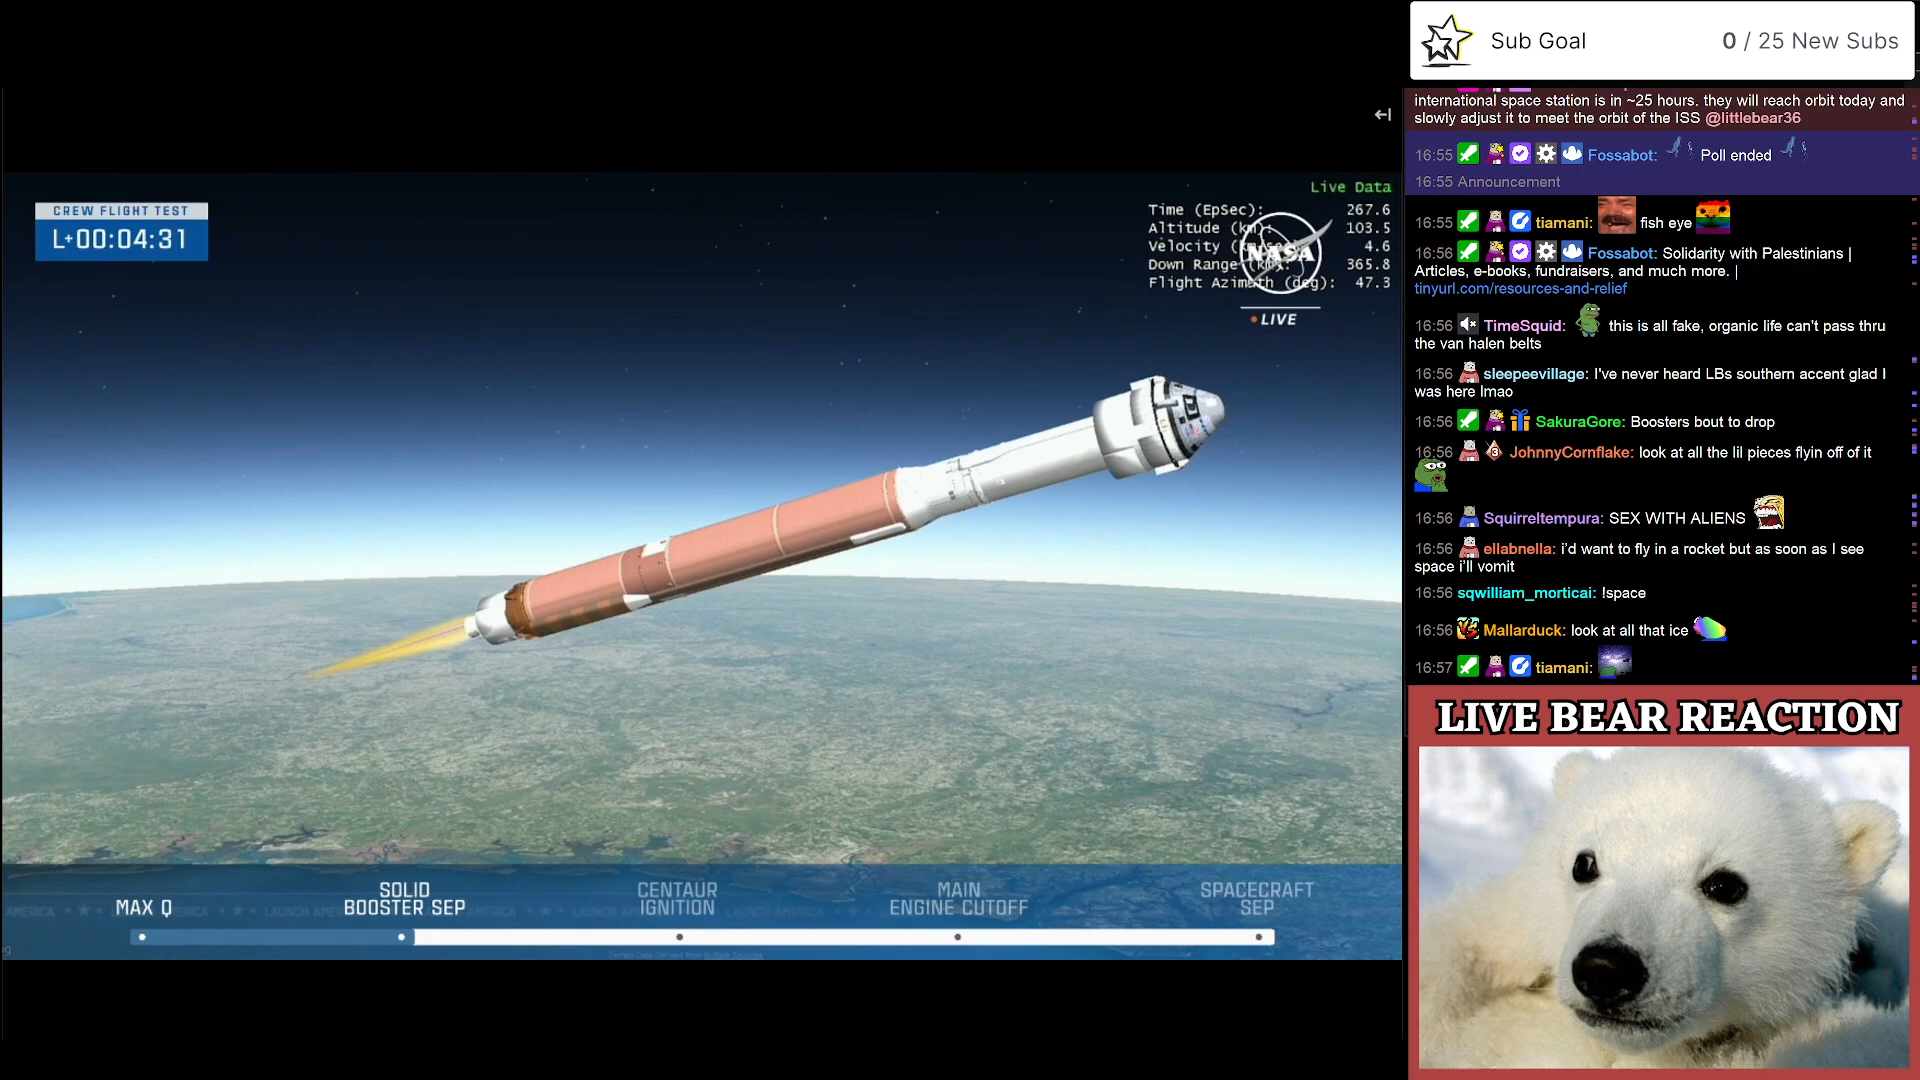 CREW FLIGHT TEST
L+00:04:31
Live Data
Time (EpSec): 267.6
Altitude (km): 103.5
Velocity (km/sec): 4.6
Down Range (km): 365.8
Flight Azimuth (deg): 47.3
NASA
LIVE
MAX Q
SOLID
BOOSTER SEP
CENTAUR
IGNITION
MAIN
ENGINE CUTOFF
SPACECRAFT
SEP
Sub Goal 0 / 25 New Subs
international space station is in ~25 hours. they will reach orbit today and
slowly adjust it to meet the orbit of the ISS @littlebear36
16:55 Fossabot: Poll ended
16:55 Announcement
16:55 tiamani: fish eye
16:56 Fossabot: Solidarity with Palestinians |
Articles, e-books, fundraisers, and much more. |
tinyurl.com/resources-and-relief
16:56 TimeSquid: this is all fake, organic life can't pass thru
the van halen belts
16:56 sleepeevillage: I've never heard LBs southern accent glad I
was here lmao
16:56 SakuraGore: Boosters bout to drop
16:56 JohnnyCornflake: look at all the lil pieces flyin off of it
16:56 Squirreltempura: SEX WITH ALIENS
16:56 ellabnella: i'd want to fly in a rocket but as soon as I see
space i'll vomit
16:56 sqwilliam_morticai: !space
16:56 Mallarduck: look at all that ice
16:57 tiamani:
LIVE BEAR REACTION